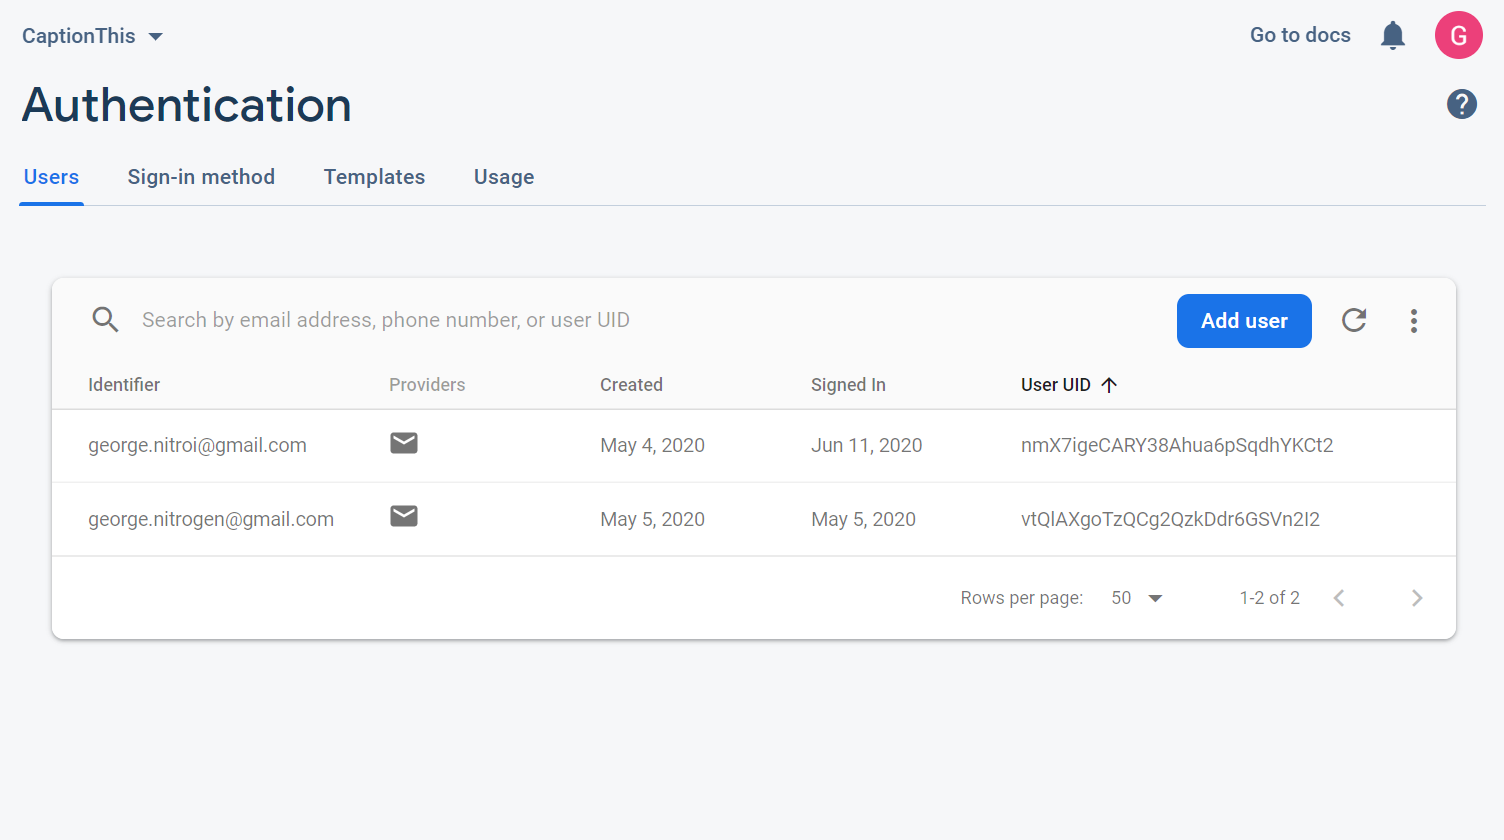 CaptionThis
Go to docs
G
Authentication
?
Users Sign-in method Templates Usage
Search by email address, phone number, or user UID
Add user
Identifier Providers Created Signed In User UID
george.nitroi@gmail.com May 4, 2020 Jun 11, 2020 nmX7igeCARY38Ahua6pSqdhYKCt2
george.nitrogen@gmail.com May 5, 2020 May 5, 2020 vtQlAXgoTzQCg2QzkDdr6GSVn2I2
Rows per page: 50 1-2 of 2